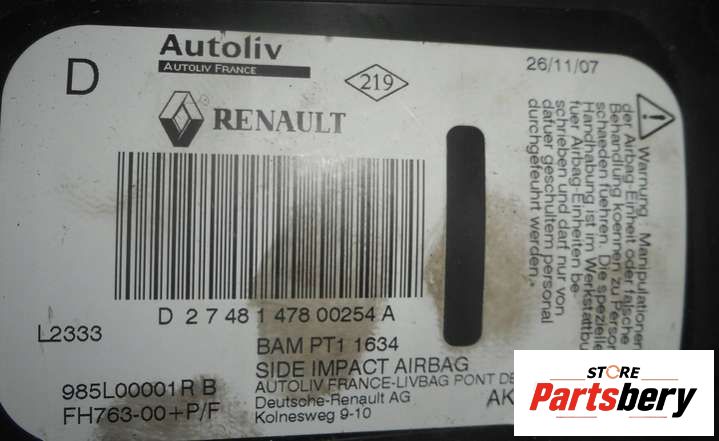 D
Autoliv
AUTOLIV FRANCE
219
26/11/07
RENAULT
D 2 7 48 1 478 00254 A
L2333
BAM PT1 1634
SIDE IMPACT AIRBAG
985L00001R B
AUTOLIV FRANCE-LIVBAG PONT DE
FH763-00+P/F
Deutsche-Renault AG
AK
Kolnesweg 9-10
Warnung : Manipulationen
der Airbag-Einheit oder falsche
Behandlung koennen zu Person
schaeden fuehren. Die spezielle
Handhabung ist im Werkstattbu
fuer Airbag-Einheiten be-
schrieben und darf nur von
dafuer geschultem personal
durchgefuehrt werden.
STORE
Partsbery